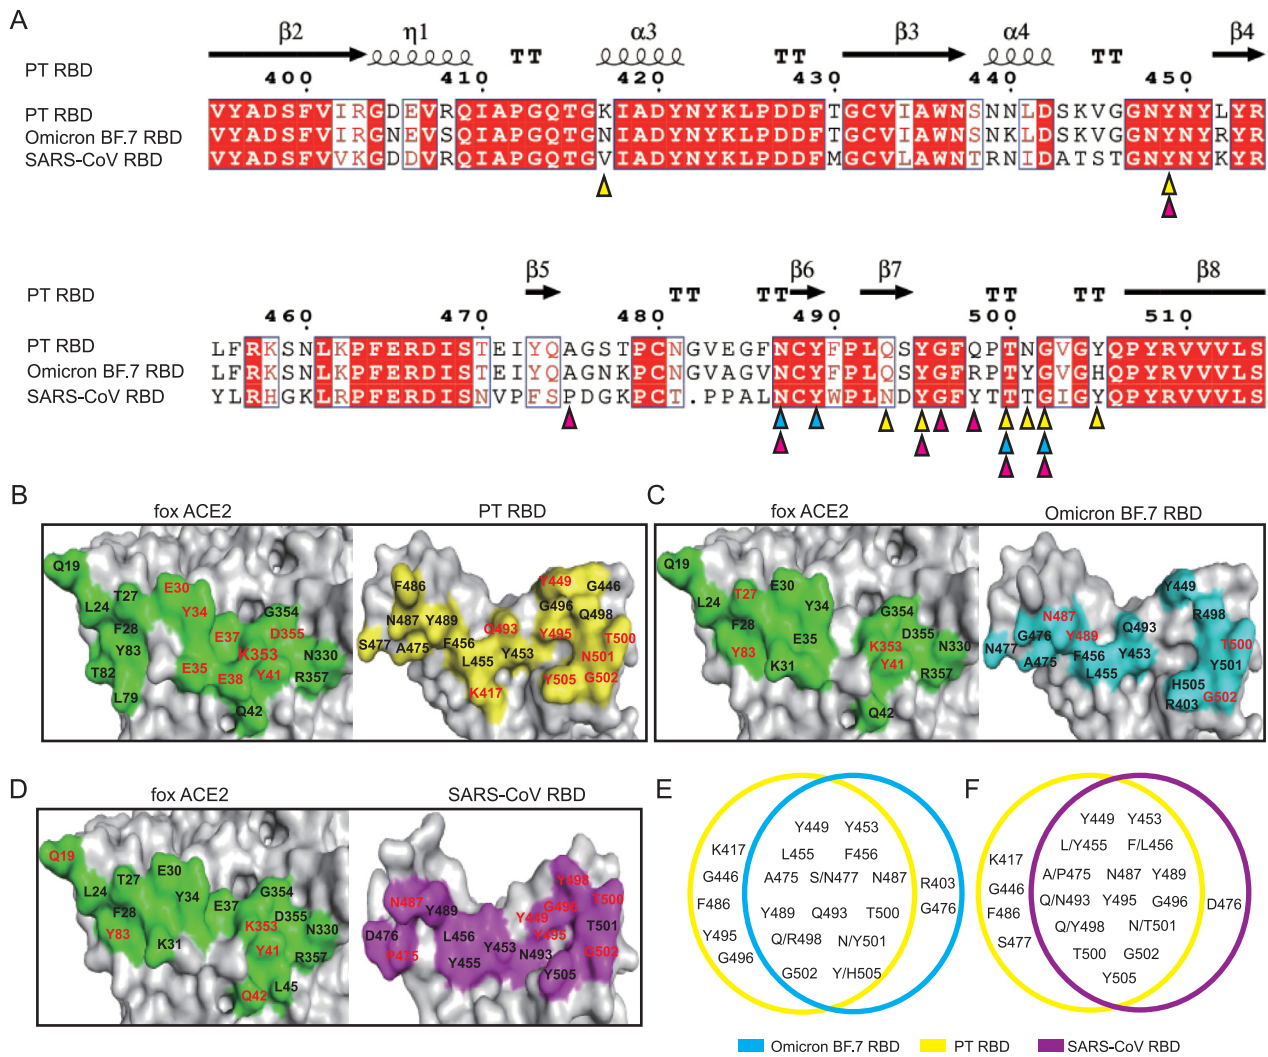 A
β2 η1 TT α3 TT β3 α4 TT β4
PT RBD
400 410 420 430 440 450
PT RBD VYADSFVIRGDEVRQIAPGQTGKIADYNYKLPDDFTGCVIAWNSNNLDSKVGGNYNYLYR
Omicron BF.7 RBD VYADSFVIRGNEVSQIAPGQTGNIADYNYKLPDDFTGCVIAWNSNKLDSKVGGNYNYLYR
SARS-CoV RBD VYADSFVVKGDDVRQIAPGQTGVIADYNYKLPDDFMGCVLAWNTRNIDATSTGNYNYKYR
β5 TT TT β6 β7 TT TT β8
PT RBD
460 470 480 490 500 510
PT RBD LFRKSNLKPFERDISTEIYQAGSTPCNGVEGFNCYFPLQSYGFQPTNGVGYQPYRVVVLS
Omicron BF.7 RBD LFRKSNLKPFERDISTEIYQAGNKPCNGVAGVNCYFPLQSYGFRPTYGVGHQPYRVVVLS
SARS-CoV RBD YLRHGKLRPFERDISNVPFSPDGKPCT.PPALNCYWPLNDYGFYTTTGIGYQPYRVVVLS
B
fox ACE2
Q19
L24 T27 E30
Y34
F28
Y83
E37
G354
D355
K353
N330
T82
E35
E38
Y41
R357
L79
Q42
PT RBD
F486
Y449
G446
G496
Q498
N487 Y489
F456
Q493
Y495
T500
S477 A475
L455
Y453
N501
K417
Y505
G502
C
fox ACE2
Q19
L24
T27
E30
Y34
F28
E35
Y83
K31
G354
D355
K353
N330
Y41
R357
Q42
Omicron BF.7 RBD
Y449
R498
N487
Q493
G476
Y489
T500
N477
A475
F456
Y453
Y501
L455
H505
G502
R403
D
fox ACE2
Q19
L24
T27
E30
Y34
F28
E37
G354
D355
Y83
K31
K353
N330
Y41
R357
Q42
L45
SARS-CoV RBD
Y498
N487
Y489
G496
T500
Y449
T501
D476
L456
Y495
P475
Y453
N493
G502
Y455
Y505
E
Y449 Y453
K417
L455 F456
G446
A475 S/N477 N487
R403
F486
G476
Y489 Q493 T500
Y495
Q/R498 N/Y501
G496
G502 Y/H505
F
Y449 Y453
L/Y455 F/L456
K417
A/P475 N487 Y489
G446
Q/N493 Y495 G496
D476
F486
Q/Y498 N/T501
S477
T500 G502
Y505
Omicron BF.7 RBD PT RBD SARS-CoV RBD